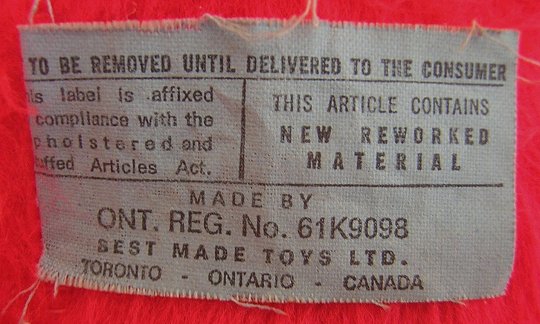 TO BE REMOVED UNTIL DELIVERED TO THE CONSUMER
is label is affixed
compliance with the
pholstered and
uffed Articles Act.
THIS ARTICLE CONTAINS
NEW REWORKED
MATERIAL
MADE BY
ONT. REG. No. 61K9098
BEST MADE TOYS LTD.
TORONTO - ONTARIO - CANADA